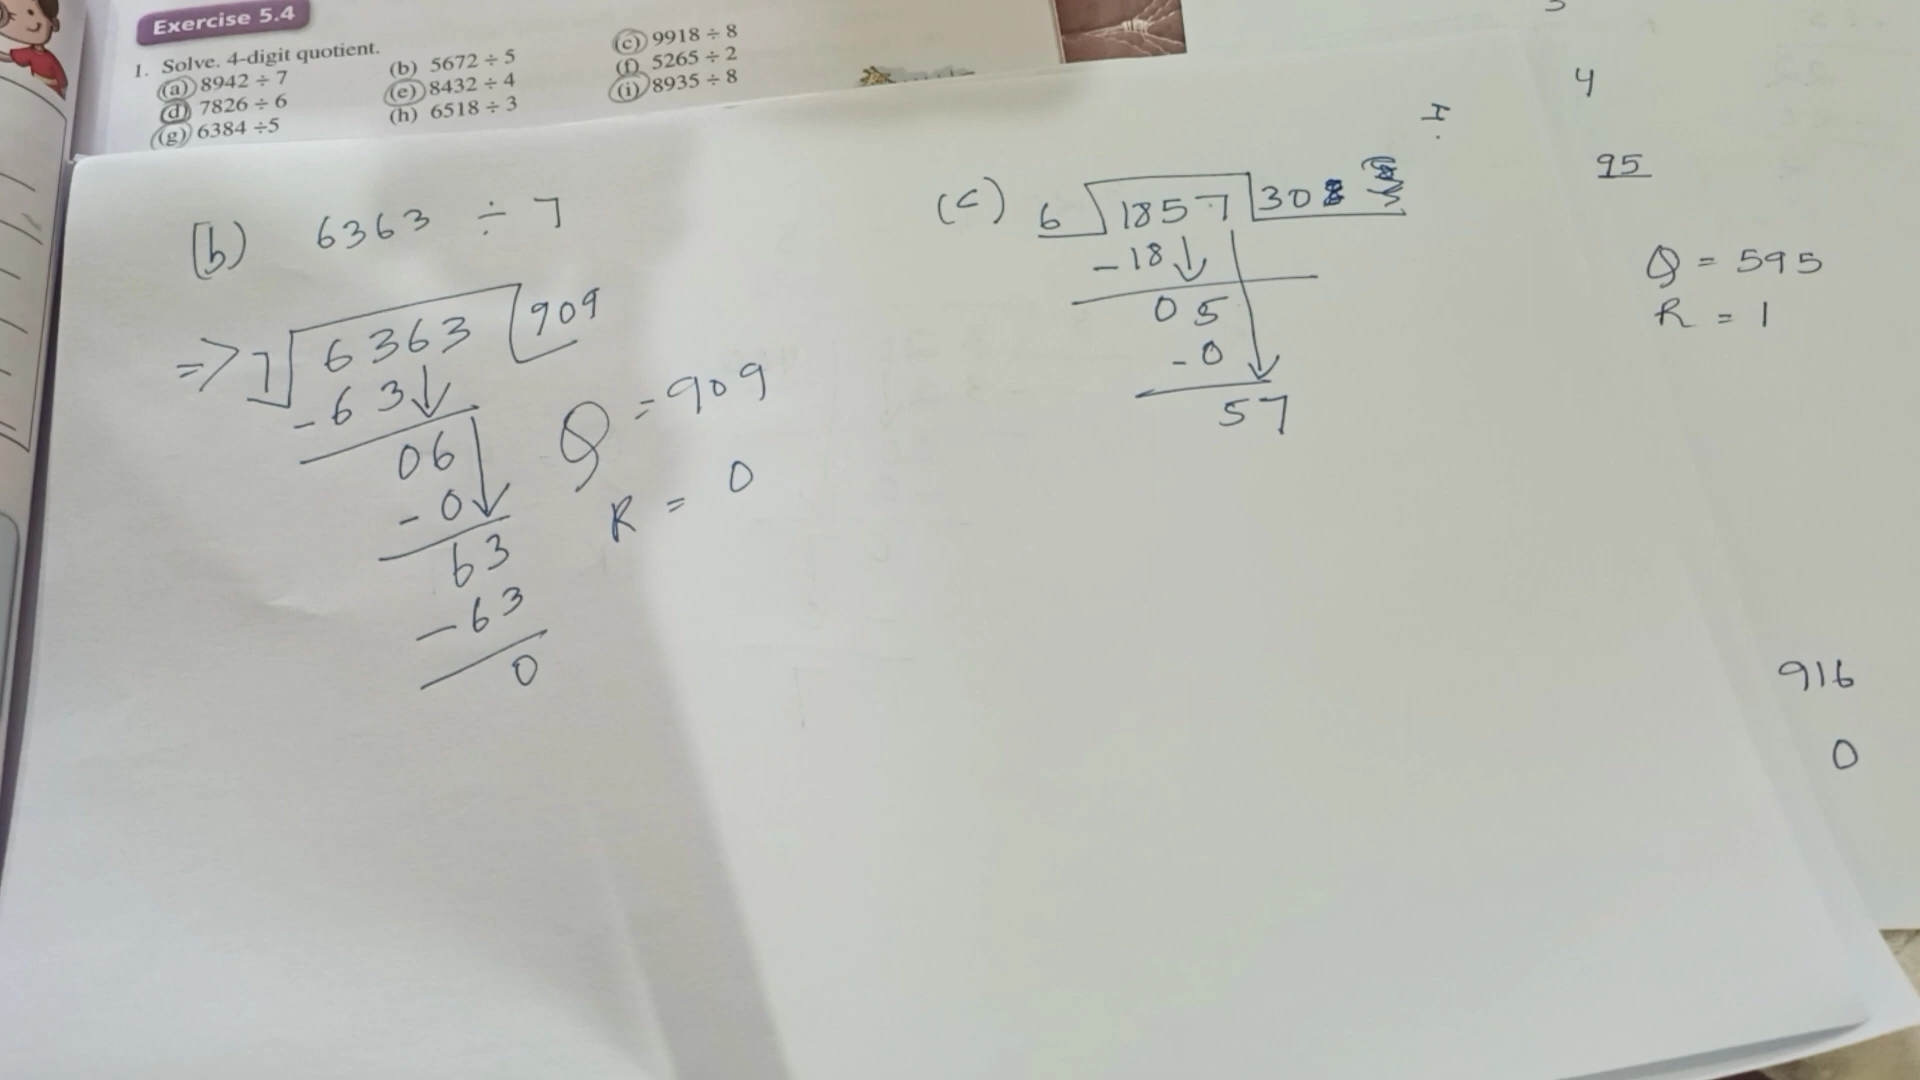 Exercise 5.4
1. Solve. 4-digit quotient.
(a) 8942 ÷ 7
(b) 5672 ÷ 5
(c) 9918 ÷ 8
(d) 7826 ÷ 6
(e) 8432 ÷ 4
(f) 5265 ÷ 2
(g) 6384 ÷5
(h) 6518 ÷ 3
(i) 8935 ÷ 8
(b) 6363 ÷ 7
=> 7 6363 909
- 63
06
- 0
63
- 63
0
Q = 909
R = 0
(c) 6 1857 30
- 18
05
- 0
57
4
95
Q = 595
R = 1
916
0